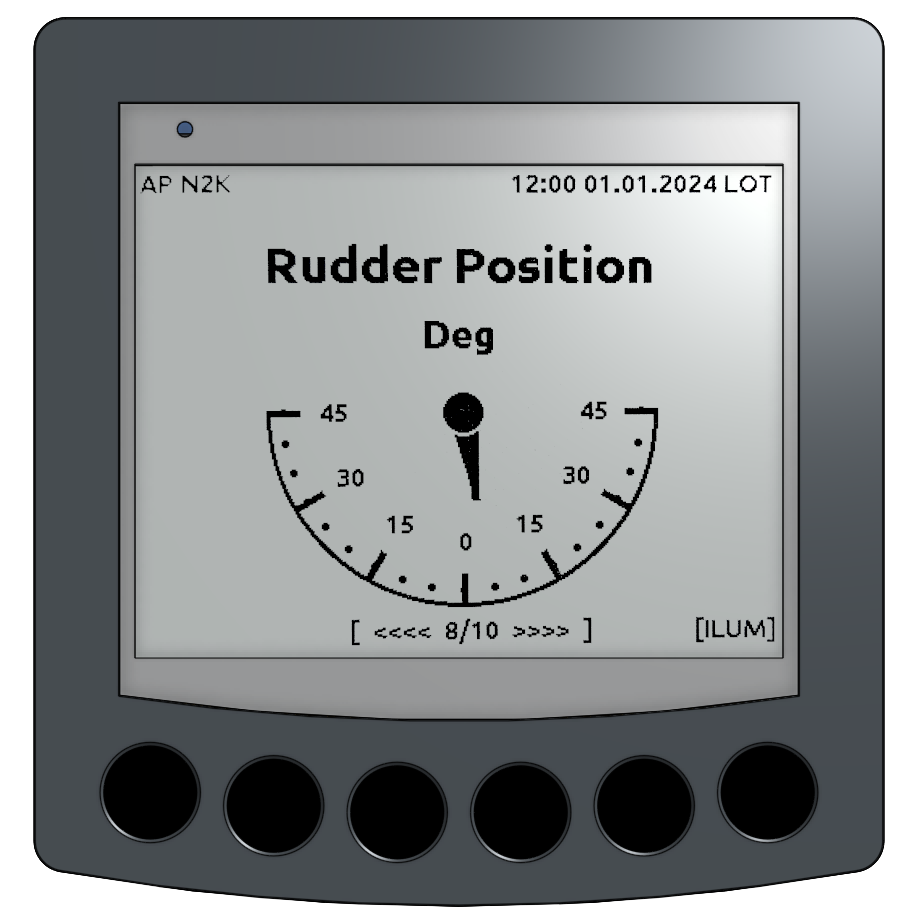 AP N2K 12:00 01.01.2024 LOT
Rudder Position
Deg
45 45
30 30
15 15
0
[ <<<< 8/10 >>>> ] [ILUM]